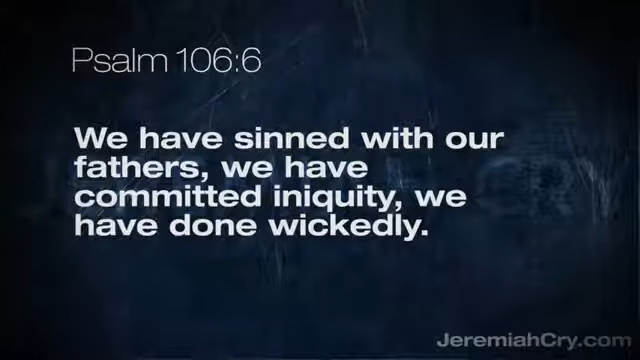 Psalm 106:6
We have sinned with our
fathers, we have
committed iniquity, we
have done wickedly.
JeremiahCry.com